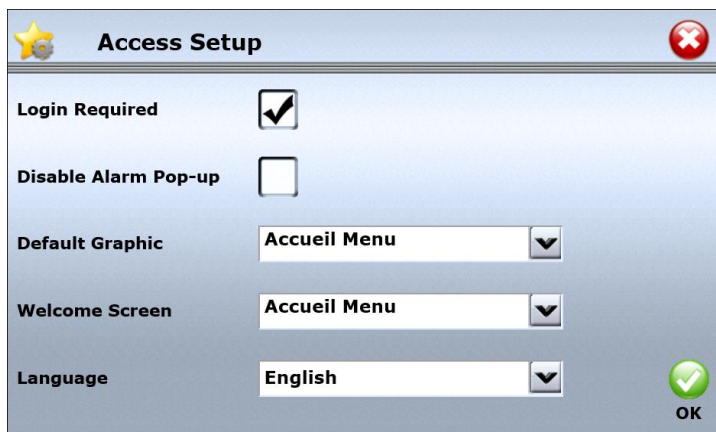 Access Setup
Login Required
Disable Alarm Pop-up
Default Graphic Accueil Menu
Welcome Screen Accueil Menu
Language English
OK